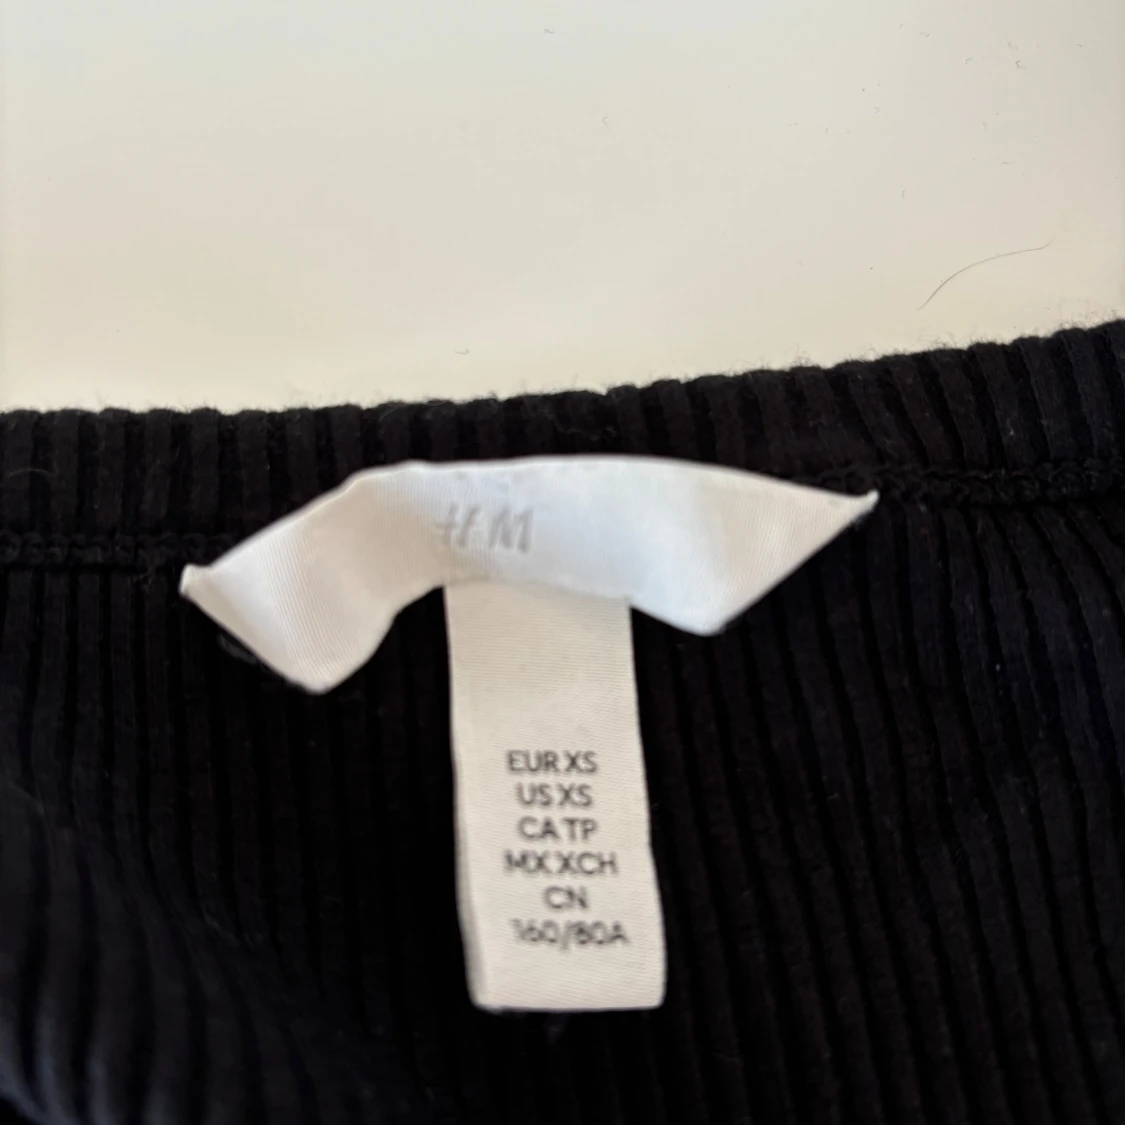 H M
EUR XS
US XS
CA TP
MX XCH
CN
160/80A